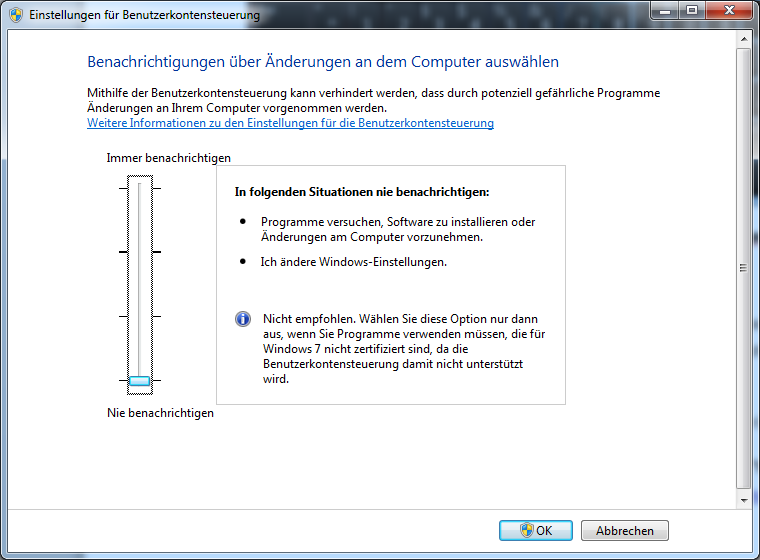 Einstellungen für Benutzerkontensteuerung
Benachrichtigungen über Änderungen an dem Computer auswählen
Mithilfe der Benutzerkontensteuerung kann verhindert werden, dass durch potenziell gefährliche Programme
Änderungen an Ihrem Computer vorgenommen werden.
Weitere Informationen zu den Einstellungen für die Benutzerkontensteuerung
Immer benachrichtigen
In folgenden Situationen nie benachrichtigen:
• Programme versuchen, Software zu installieren oder
Änderungen am Computer vorzunehmen.
• Ich ändere Windows-Einstellungen.
Nicht empfohlen. Wählen Sie diese Option nur dann
aus, wenn Sie Programme verwenden müssen, die für
Windows 7 nicht zertifiziert sind, da die
Benutzerkontensteuerung damit nicht unterstützt
wird.
Nie benachrichtigen
OK
Abbrechen